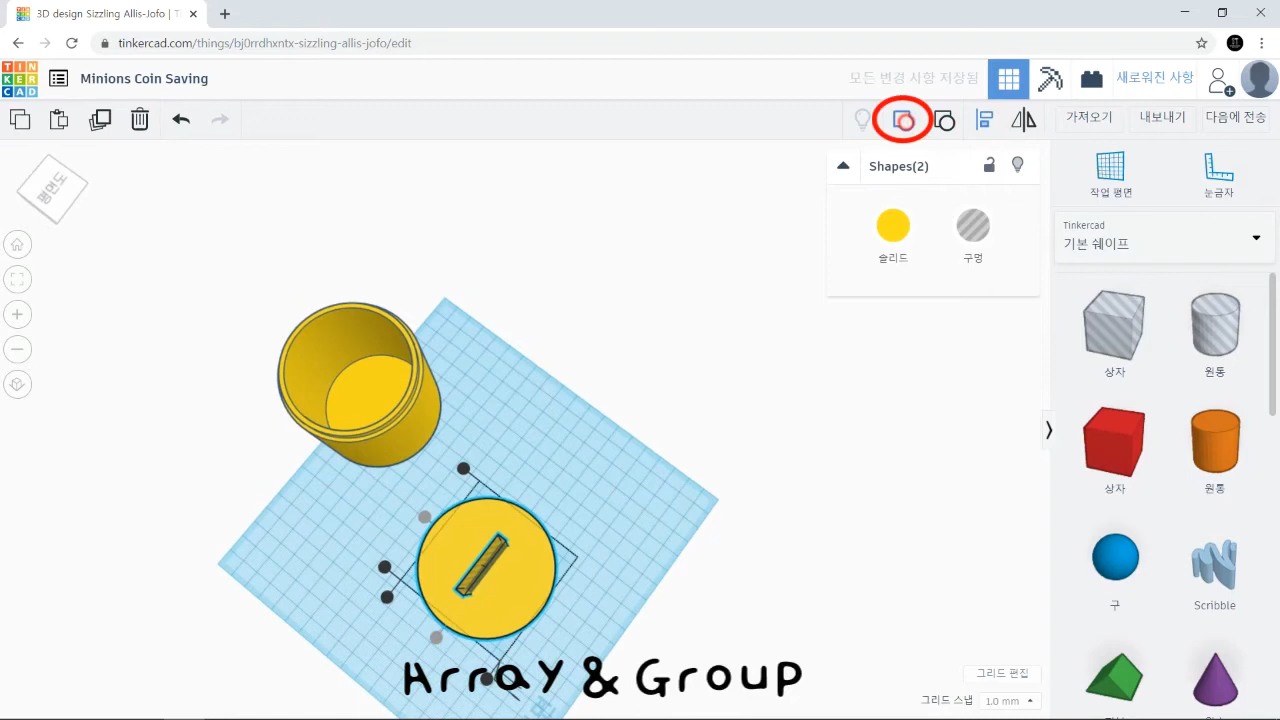 3D design Sizzling Allis-Jofo | Ti
tinkercad.com/things/bj0rrdhxntx-sizzling-allis-jofo/edit
TIN
KER
CAD
Minions Coin Saving
모든 변경 사항 저장됨
새로워진 사항
가져오기
내보내기
다음에 전송
평면도
Shapes(2)
솔리드
구멍
작업 평면
눈금자
Tinkercad
기본 쉐이프
상자
원통
상자
원통
구
Scribble
Array & Group
그리드 편집
그리드 스냅
1.0 mm